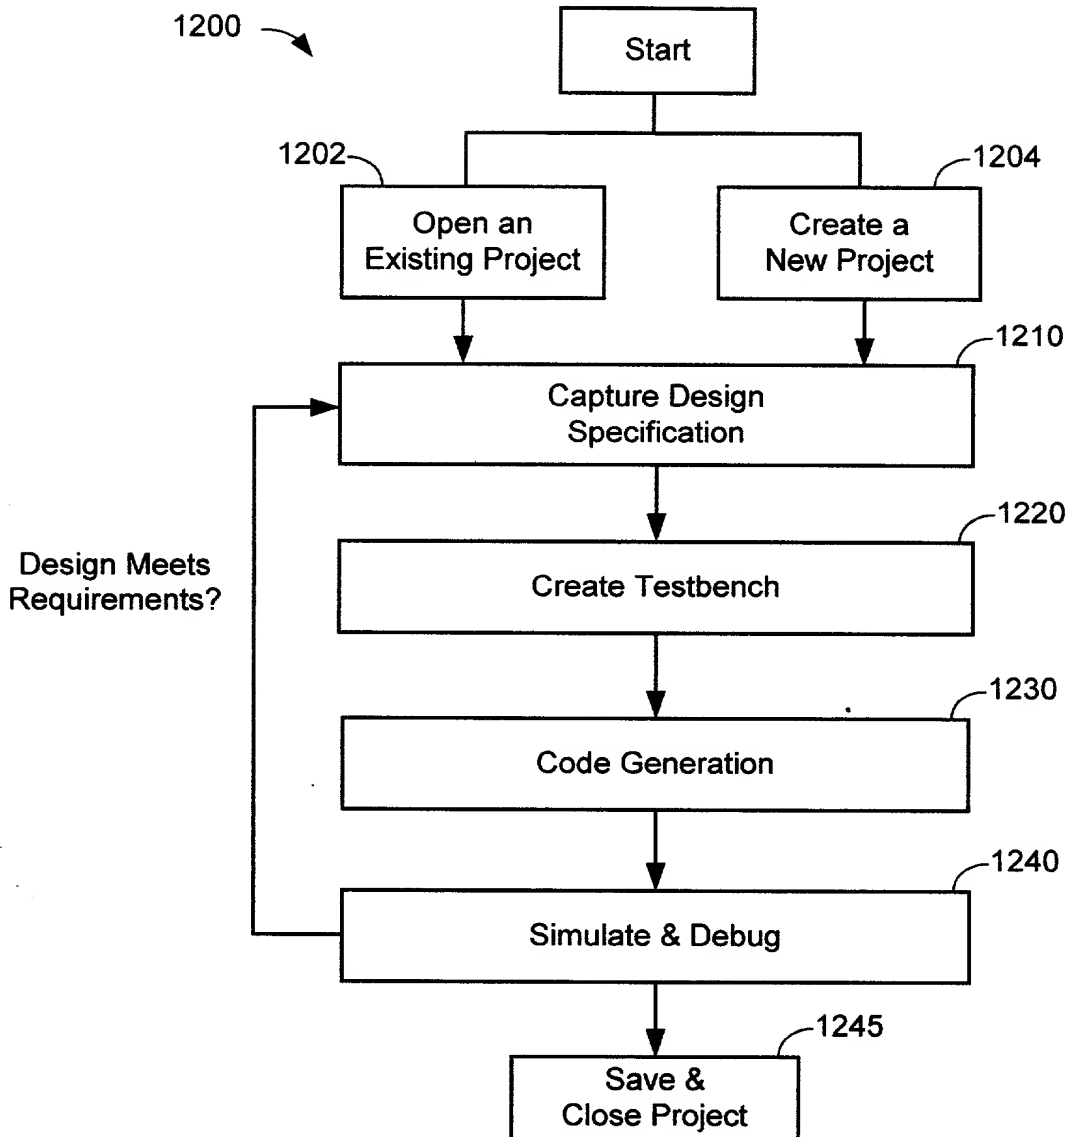 1200
Start
1202
1204
Open an
Existing Project
Create a
New Project
1210
Capture Design
Specification
1220
Create Testbench
Design Meets
Requirements?
1230
Code Generation
1240
Simulate & Debug
1245
Save &
Close Project